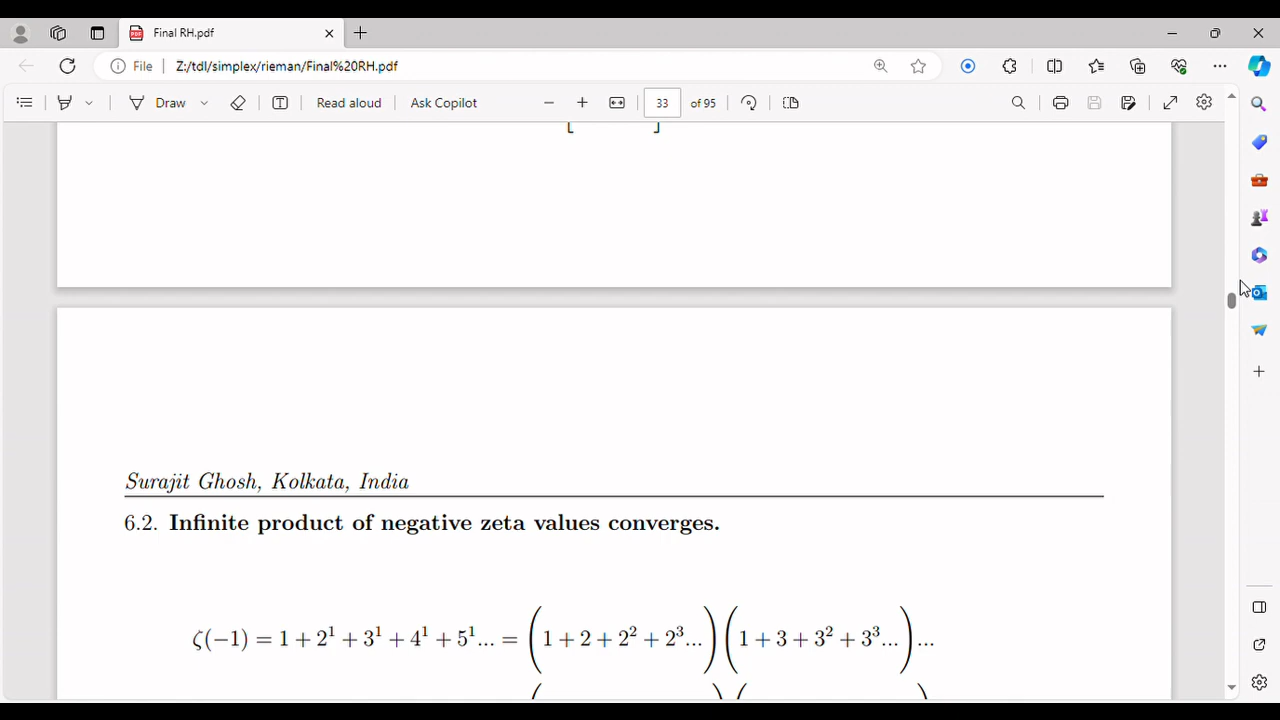 Final RH.pdf
File Z:/tdl/simplex/rieman/Final%20RH.pdf
Draw Read aloud Ask Copilot 33 of 95
Surajit Ghosh, Kolkata, India
6.2. Infinite product of negative zeta values converges.
ζ(−1) = 1 + 2¹ + 3¹ + 4¹ + 5¹... = (1 + 2 + 2² + 2³...)(1 + 3 + 3² + 3³...)...